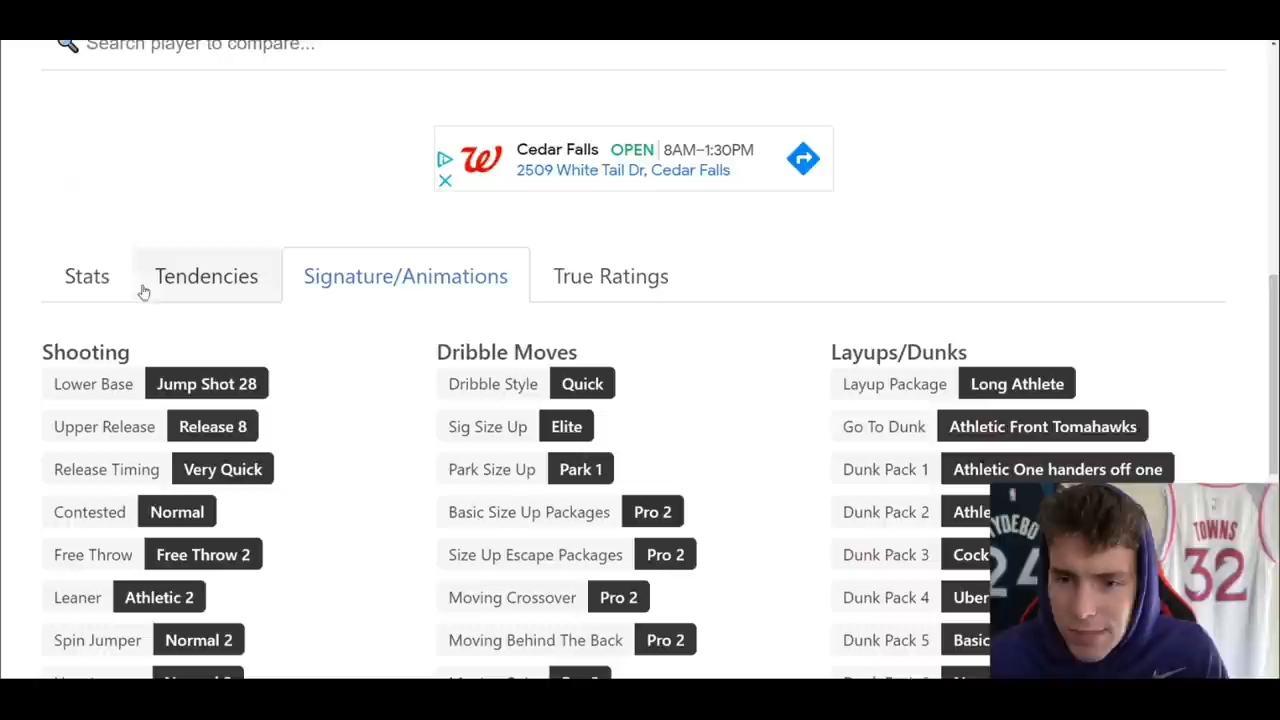 Search player to compare...
Cedar Falls OPEN 8AM–1:30PM
2509 White Tail Dr, Cedar Falls
Stats Tendencies Signature/Animations True Ratings
Shooting
Lower Base Jump Shot 28
Upper Release Release 8
Release Timing Very Quick
Contested Normal
Free Throw Free Throw 2
Leaner Athletic 2
Spin Jumper Normal 2
Dribble Moves
Dribble Style Quick
Sig Size Up Elite
Park Size Up Park 1
Basic Size Up Packages Pro 2
Size Up Escape Packages Pro 2
Moving Crossover Pro 2
Moving Behind The Back Pro 2
Layups/Dunks
Layup Package Long Athlete
Go To Dunk Athletic Front Tomahawks
Dunk Pack 1 Athletic One handers off one
Dunk Pack 2 Athle
Dunk Pack 3 Cock
Dunk Pack 4 Uber
Dunk Pack 5 Basic
TOWNS
32